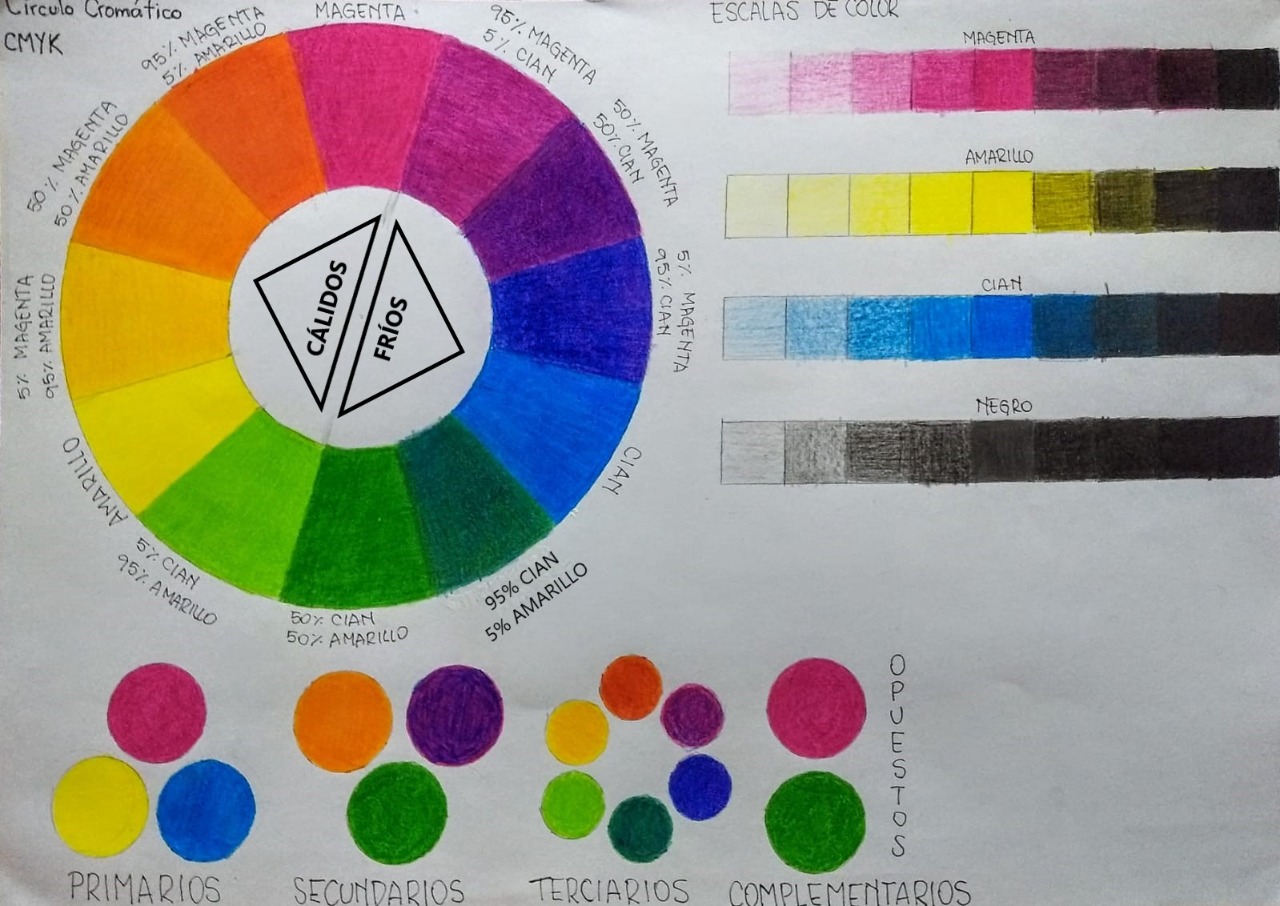 Círculo Cromático
CMYK
MAGENTA
95% MAGENTA
5% CIAN
50% MAGENTA
50% CIAN
5% MAGENTA
95% CIAN
CIAN
95% CIAN
5% AMARILLO
50% CIAN
50% AMARILLO
5% CIAN
95% AMARILLO
AMARILLO
5% MAGENTA
95% AMARILLO
50% MAGENTA
50% AMARILLO
95% MAGENTA
5% AMARILLO
CÁLIDOS
FRÍOS
ESCALAS DE COLOR
MAGENTA
AMARILLO
CIAN
NEGRO
PRIMARIOS
SECUNDARIOS
TERCIARIOS
COMPLEMENTARIOS
OPUESTOS